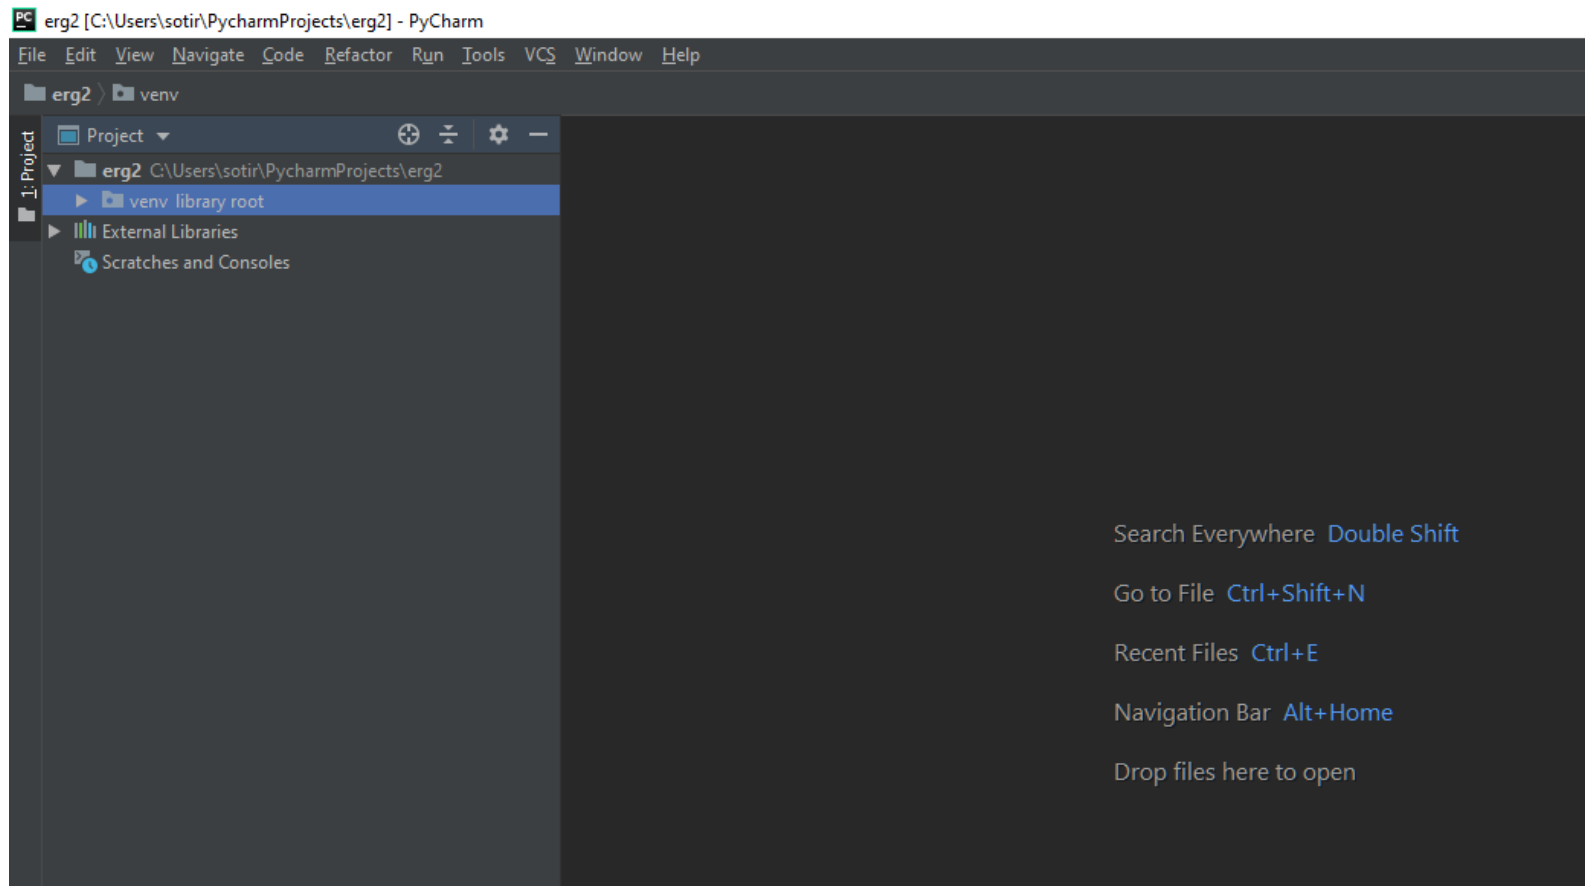 PC erg2 [C:\Users\sotir\PycharmProjects\erg2] - PyCharm
File Edit View Navigate Code Refactor Run Tools VCS Window Help
erg2 venv
1: Project
Project
erg2 C:\Users\sotir\PycharmProjects\erg2
venv library root
External Libraries
Scratches and Consoles
Search Everywhere Double Shift
Go to File Ctrl+Shift+N
Recent Files Ctrl+E
Navigation Bar Alt+Home
Drop files here to open